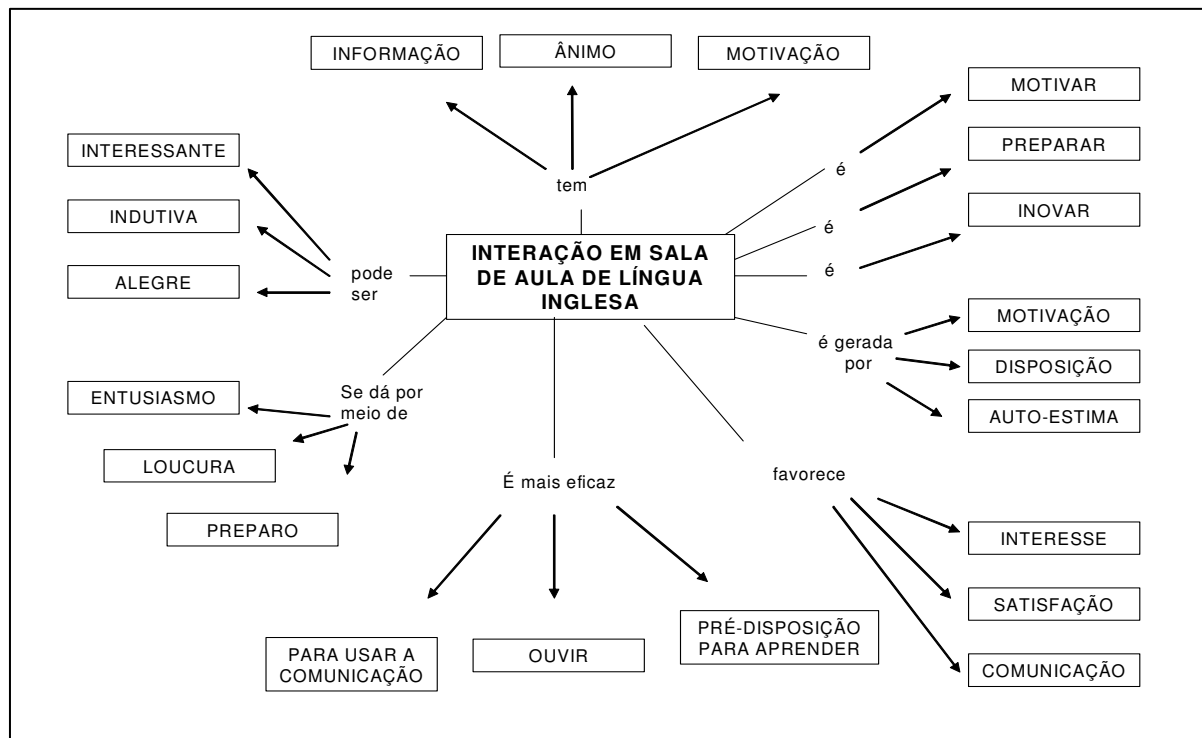 INFORMAÇÃO
ÂNIMO
MOTIVAÇÃO
tem
INTERAÇÃO EM SALA
DE AULA DE LÍNGUA
INGLESA
é
MOTIVAR
é
PREPARAR
é
INOVAR
é gerada
por
MOTIVAÇÃO
DISPOSIÇÃO
AUTO-ESTIMA
favorece
INTERESSE
SATISFAÇÃO
COMUNICAÇÃO
É mais eficaz
PARA USAR A
COMUNICAÇÃO
OUVIR
PRÉ-DISPOSIÇÃO
PARA APRENDER
Se dá por
meio de
ENTUSIASMO
LOUCURA
PREPARO
pode
ser
INTERESSANTE
INDUTIVA
ALEGRE